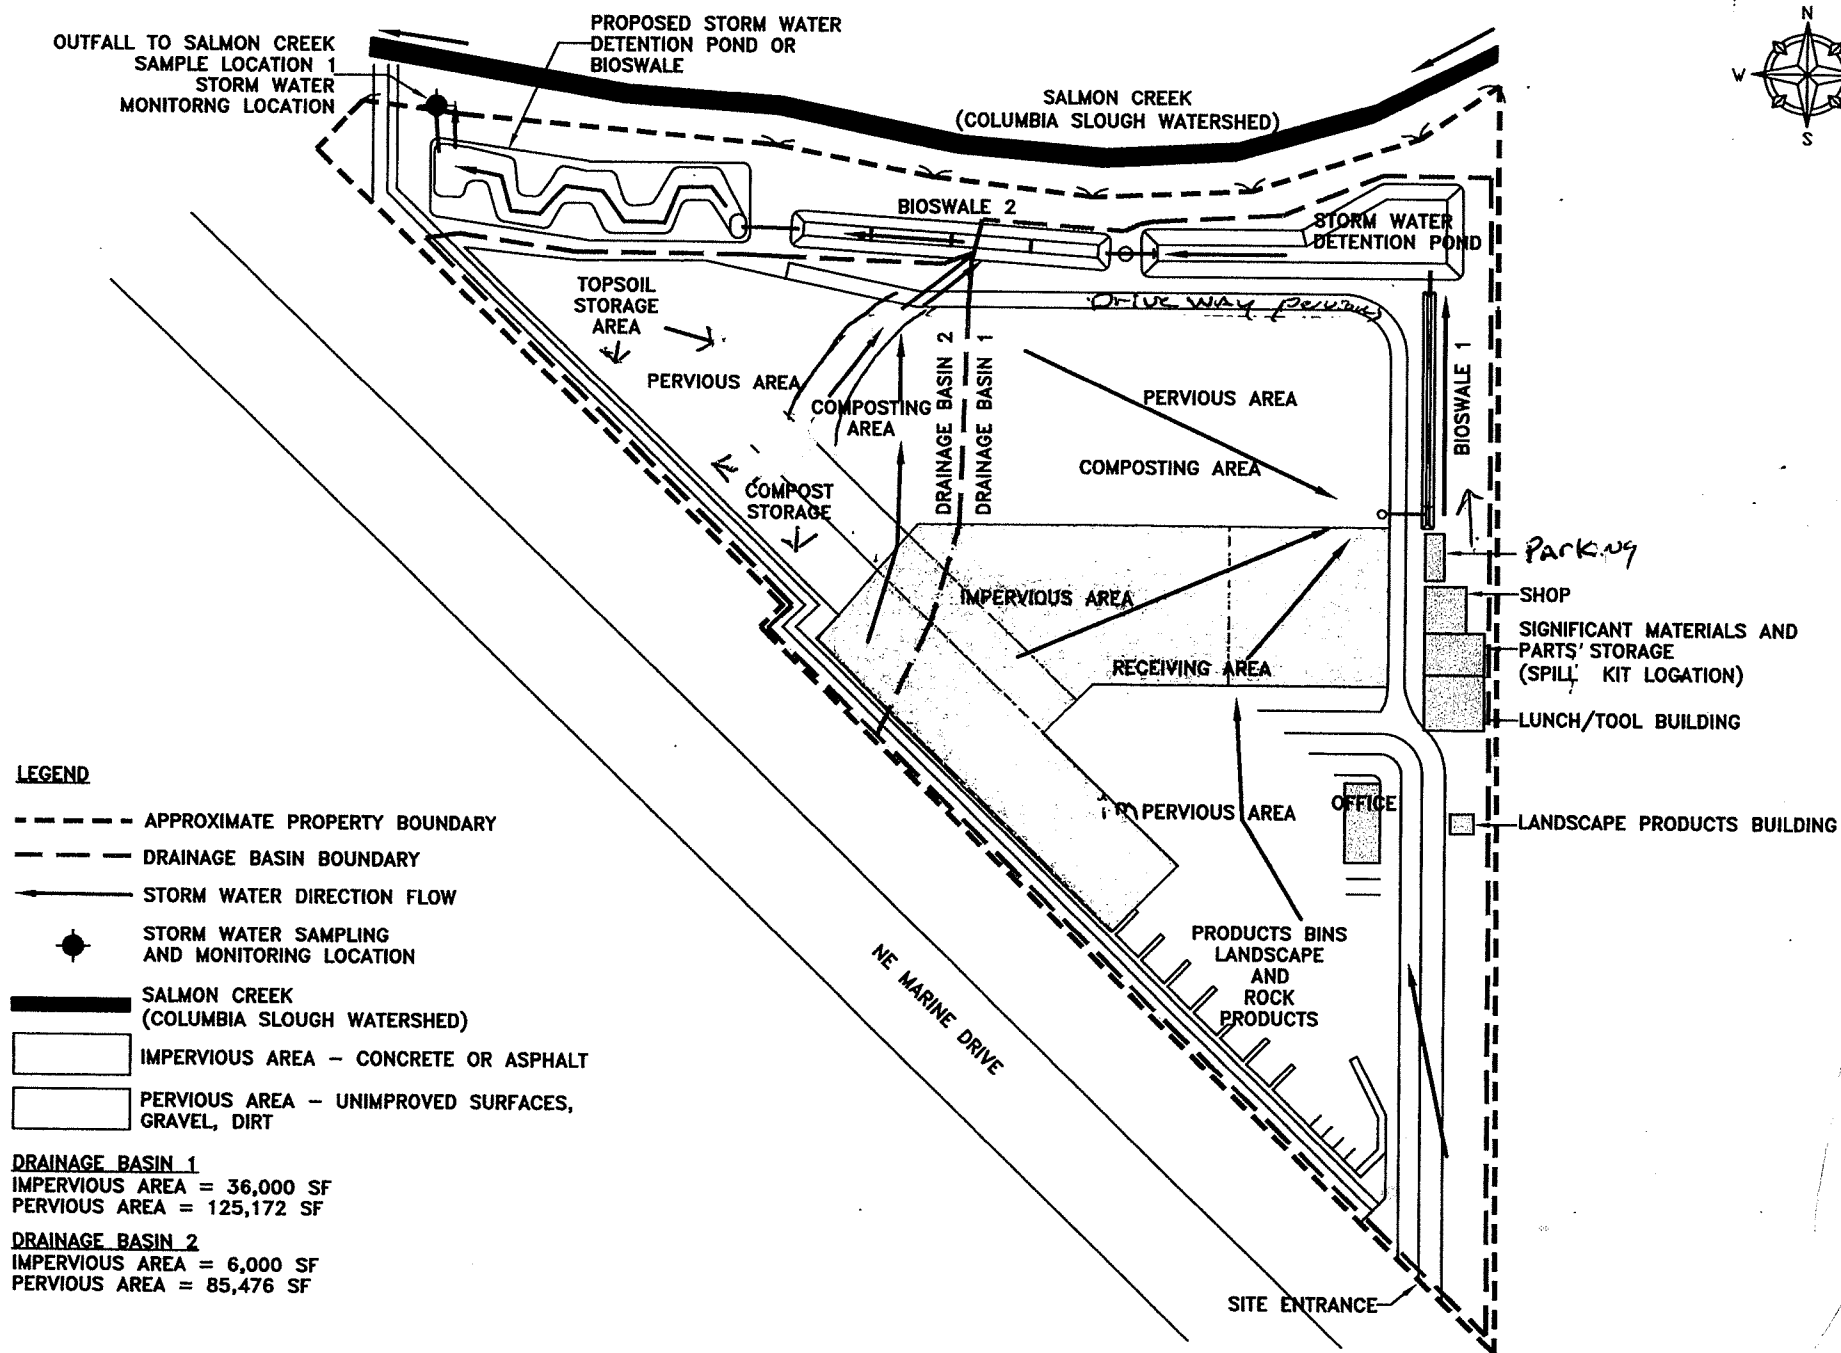 OUTFALL TO SALMON CREEK
SAMPLE LOCATION 1
STORM WATER
MONITORNG LOCATION
PROPOSED STORM WATER
DETENTION POND OR
BIOSWALE
SALMON CREEK
(COLUMBIA SLOUGH WATERSHED)
N
W
S
BIOSWALE 2
STORM WATER
DETENTION POND
TOPSOIL
STORAGE
AREA
Drive way
PERVIOUS AREA
COMPOSTING
AREA
DRAINAGE BASIN 2
DRAINAGE BASIN 1
PERVIOUS AREA
COMPOSTING AREA
BIOSWALE 1
COMPOST
STORAGE
Parking
IMPERVIOUS AREA
SHOP
SIGNIFICANT MATERIALS AND
PARTS' STORAGE
(SPILL KIT LOGATION)
RECEIVING AREA
LUNCH/TOOL BUILDING
im PERVIOUS AREA
OFFICE
LANDSCAPE PRODUCTS BUILDING
PRODUCTS BINS
LANDSCAPE
AND
ROCK
PRODUCTS
NE MARINE DRIVE
SITE ENTRANCE
LEGEND
APPROXIMATE PROPERTY BOUNDARY
DRAINAGE BASIN BOUNDARY
STORM WATER DIRECTION FLOW
STORM WATER SAMPLING
AND MONITORING LOCATION
SALMON CREEK
(COLUMBIA SLOUGH WATERSHED)
IMPERVIOUS AREA – CONCRETE OR ASPHALT
PERVIOUS AREA – UNIMPROVED SURFACES,
GRAVEL, DIRT
DRAINAGE BASIN 1
IMPERVIOUS AREA = 36,000 SF
PERVIOUS AREA = 125,172 SF
DRAINAGE BASIN 2
IMPERVIOUS AREA = 6,000 SF
PERVIOUS AREA = 85,476 SF